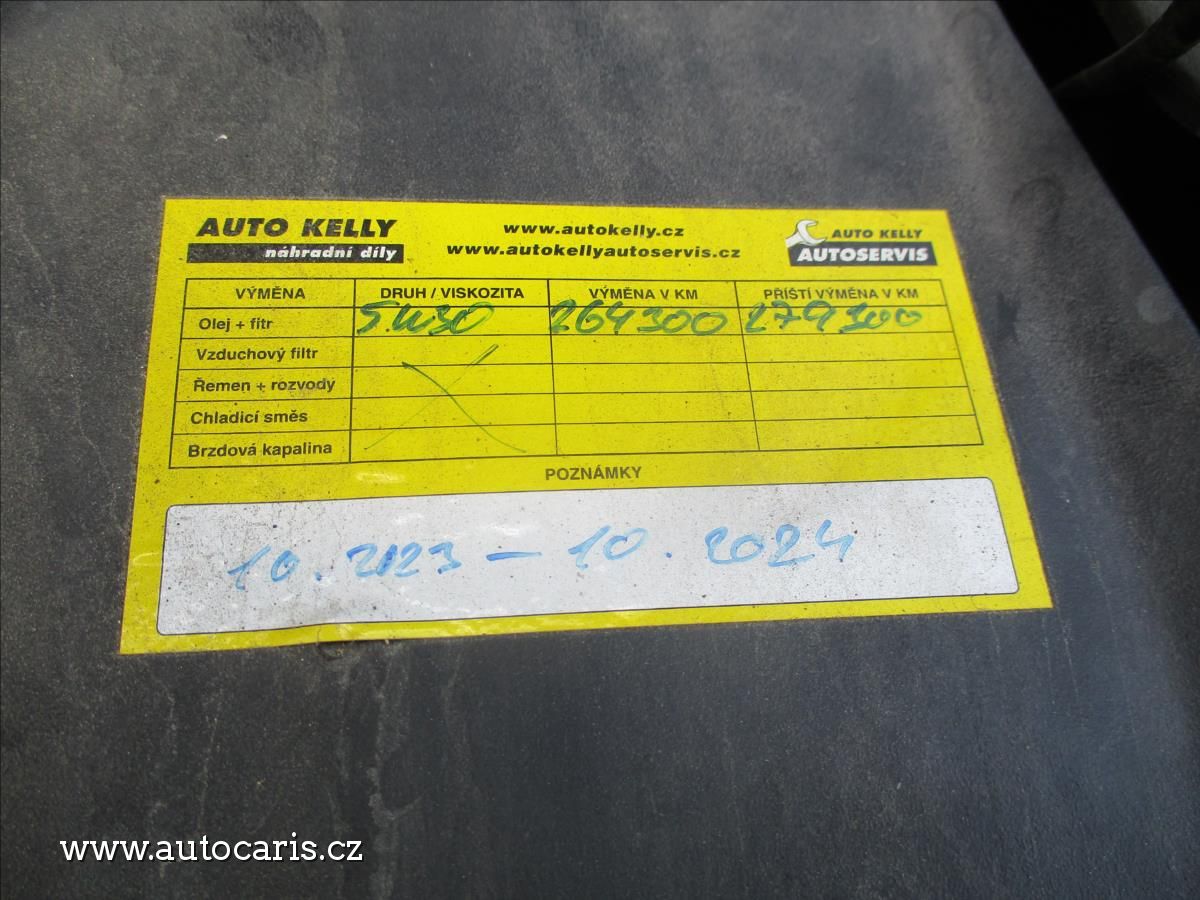 AUTO KELLY
náhradní díly
www.autokelly.cz
www.autokellyautoservis.cz
AUTO KELLY
AUTOSERVIS
VÝMĚNA DRUH / VISKOZITA VÝMĚNA V KM PŘÍŠTÍ VÝMĚNA V KM
Olej + fitr 5W30 264300 279300
Vzduchový filtr
Řemen + rozvody
Chladicí směs
Brzdová kapalina
POZNÁMKY
10. 2023 – 10. 2024
www.autocaris.cz